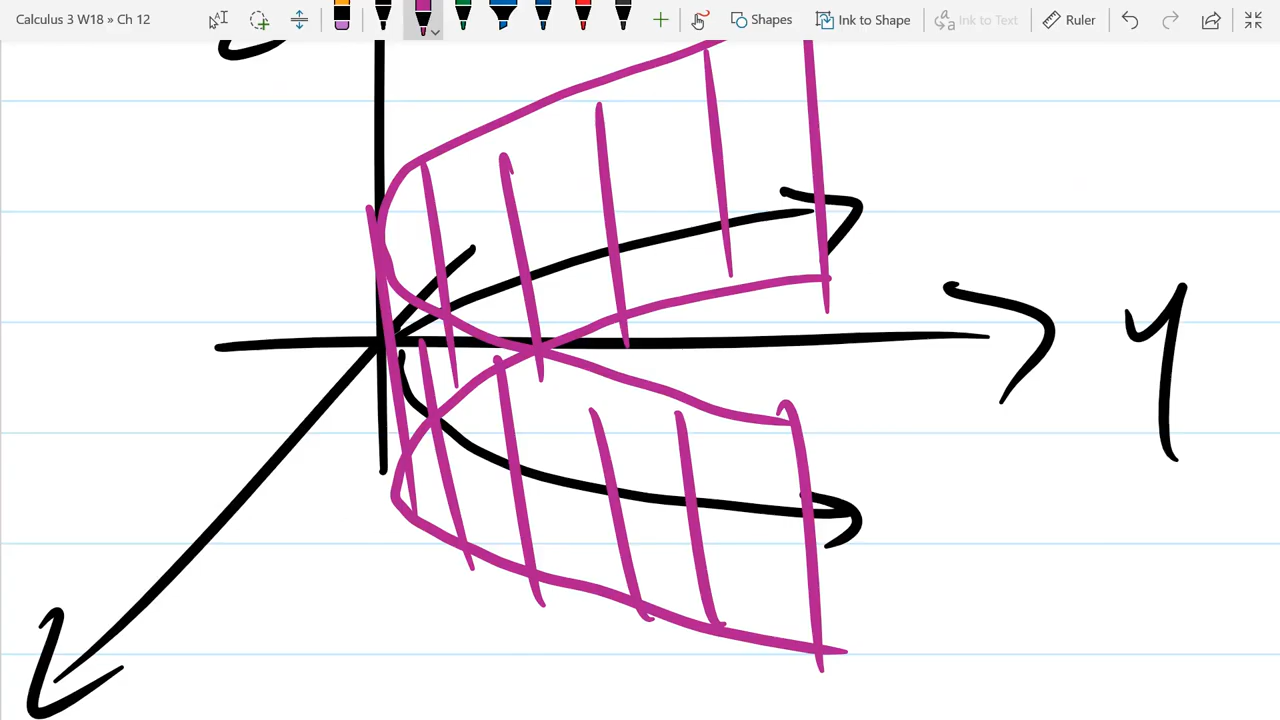 Calculus 3 W18 » Ch 12
Shapes
Ink to Shape
Ink to Text
Ruler
y